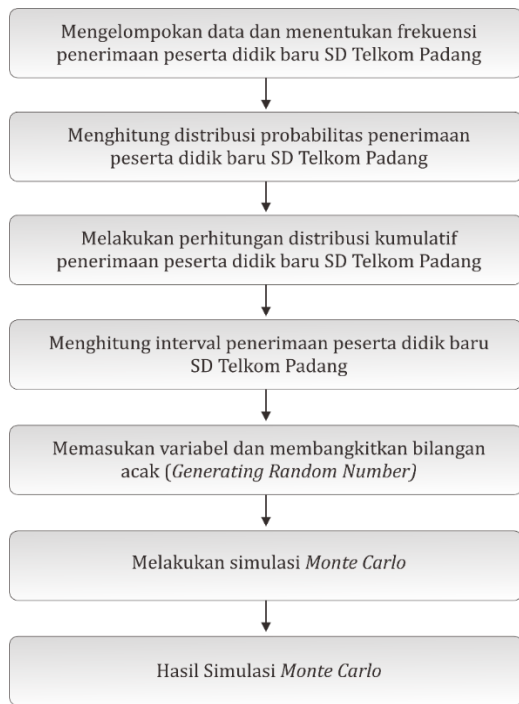 Mengelompokan data dan menentukan frekuensi
penerimaan peserta didik baru SD Telkom Padang
Menghitung distribusi probabilitas penerimaan
peserta didik baru SD Telkom Padang
Melakukan perhitungan distribusi kumulatif
penerimaan peserta didik baru SD Telkom Padang
Menghitung interval penerimaan peserta didik baru
SD Telkom Padang
Memasukan variabel dan membangkitkan bilangan
acak (Generating Random Number)
Melakukan simulasi Monte Carlo
Hasil Simulasi Monte Carlo